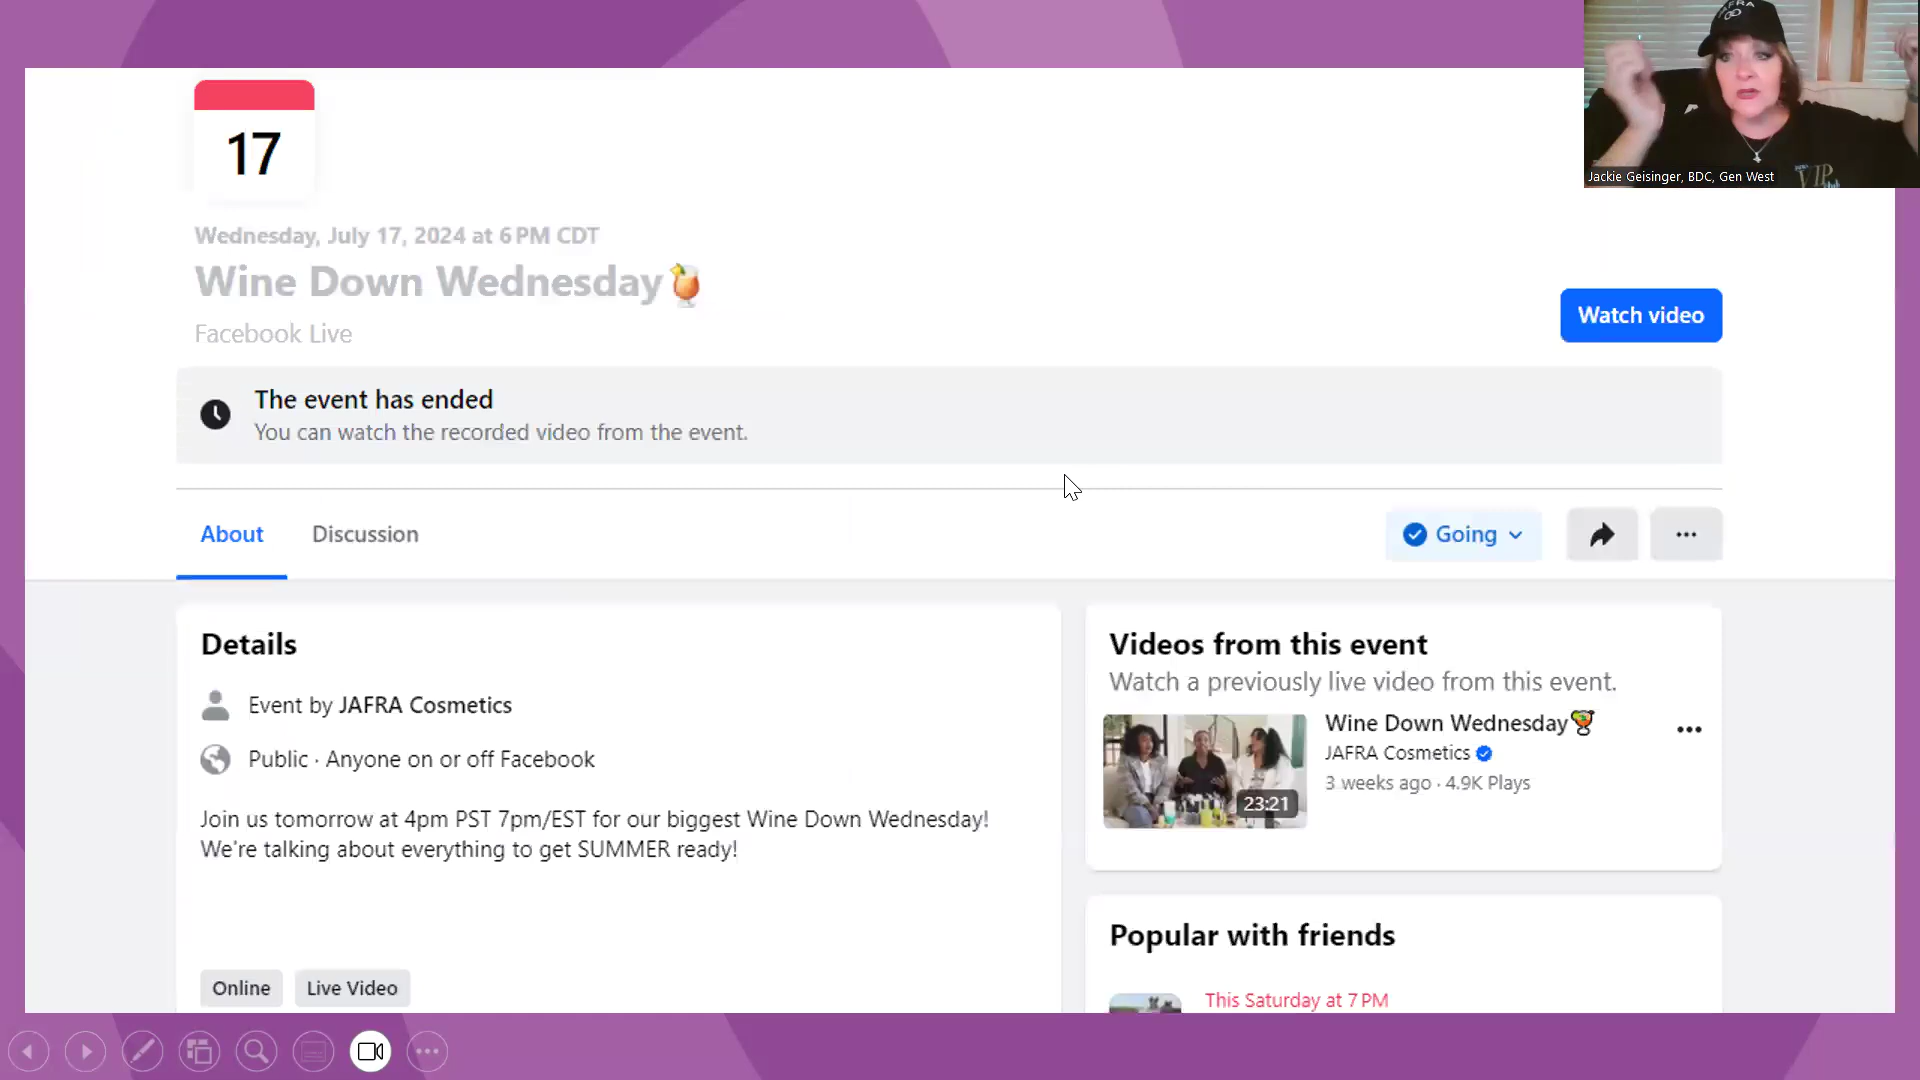 17
Wednesday, July 17, 2024 at 6 PM CDT
Wine Down Wednesday🍹
Facebook Live
Watch video
The event has ended
You can watch the recorded video from the event.
About
Discussion
Going
Details
Event by JAFRA Cosmetics
Public · Anyone on or off Facebook
Join us tomorrow at 4pm PST 7pm/EST for our biggest Wine Down Wednesday!
We're talking about everything to get SUMMER ready!
Online
Live Video
Videos from this event
Watch a previously live video from this event.
23:21
Wine Down Wednesday🍹
JAFRA Cosmetics
3 weeks ago · 4.9K Plays
Popular with friends
This Saturday at 7 PM
JAFRA
VIP
Jackie Geisinger, BDC, Gen West